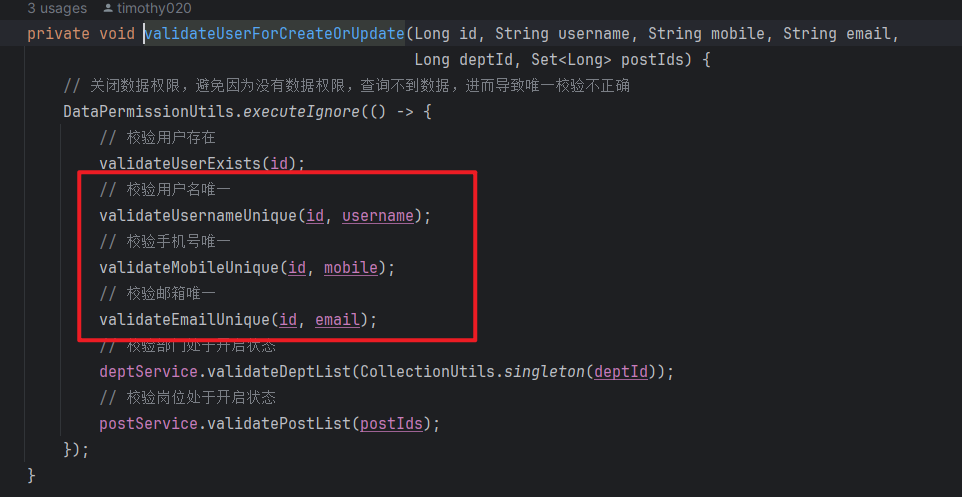 3 usages timothy020
private void validateUserForCreateOrUpdate(Long id, String username, String mobile, String email,
Long deptId, Set<Long> postIds) {
// 关闭数据权限，避免因为没有数据权限，查询不到数据，进而导致唯一校验不正确
DataPermissionUtils.executeIgnore(() -> {
// 校验用户存在
validateUserExists(id);
// 校验用户名唯一
validateUsernameUnique(id, username);
// 校验手机号唯一
validateMobileUnique(id, mobile);
// 校验邮箱唯一
validateEmailUnique(id, email);
// 校验部门处于开启状态
deptService.validateDeptList(CollectionUtils.singleton(deptId));
// 校验岗位处于开启状态
postService.validatePostList(postIds);
});
}